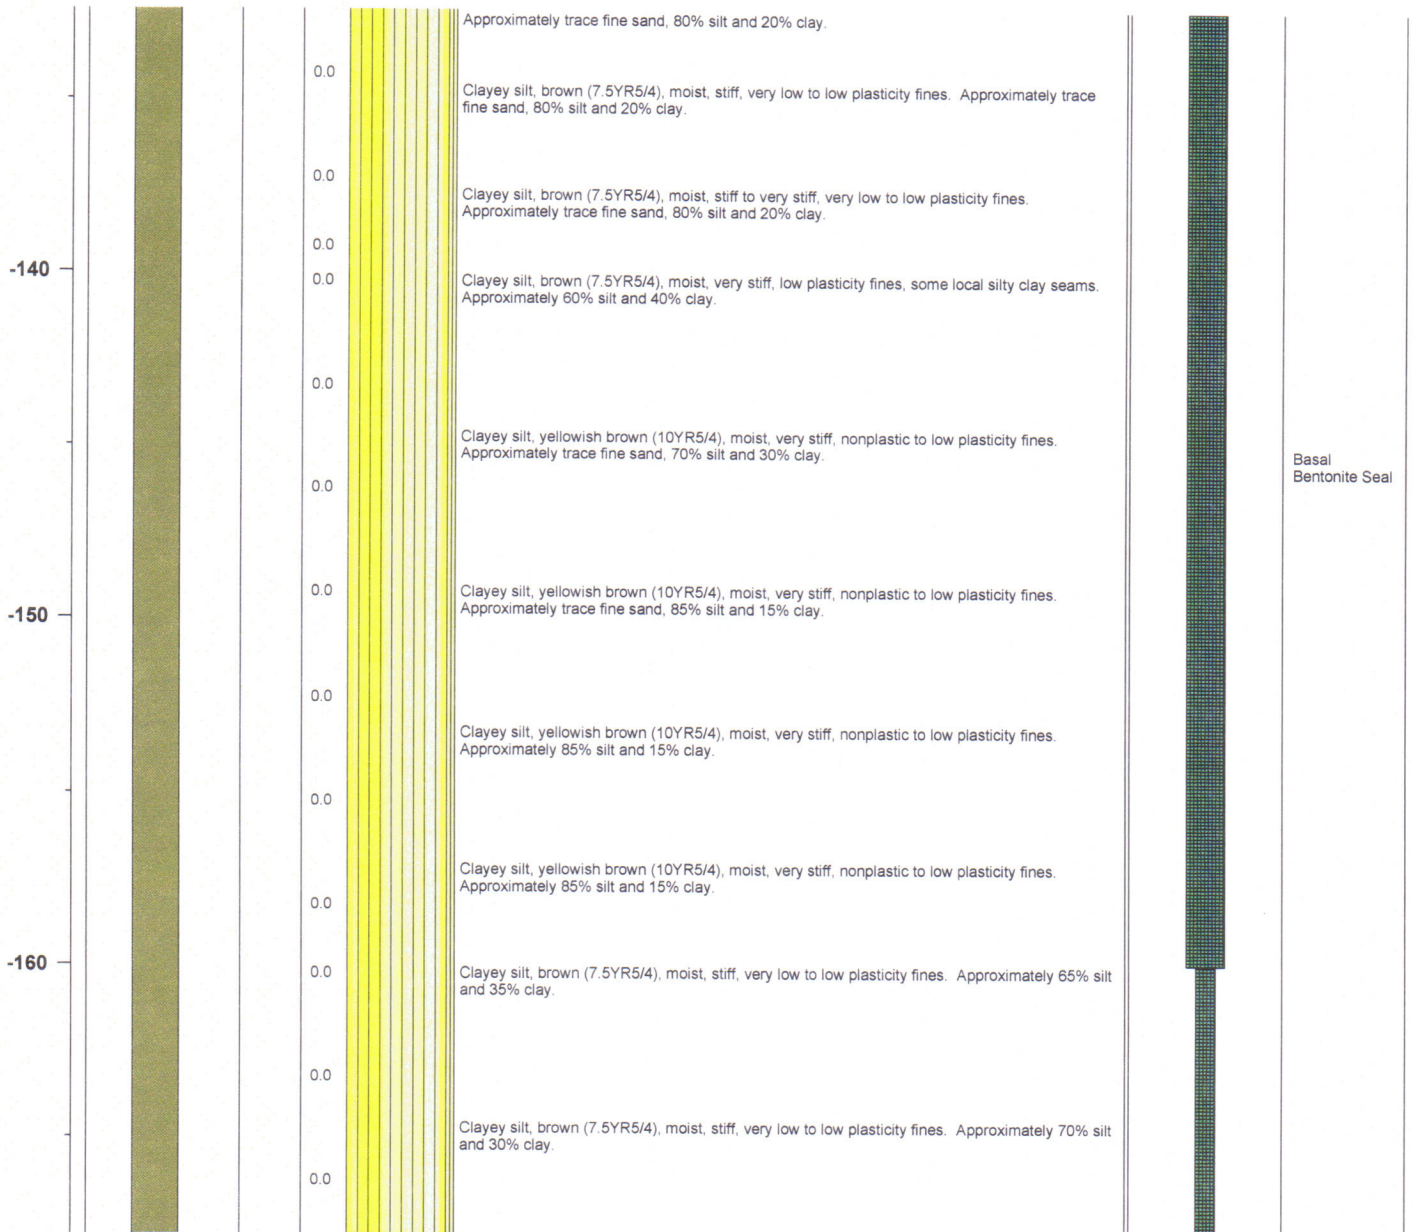 Approximately trace fine sand, 80% silt and 20% clay.
0.0
Clayey silt, brown (7.5YR5/4), moist, stiff, very low to low plasticity fines. Approximately trace
fine sand, 80% silt and 20% clay.
0.0
Clayey silt, brown (7.5YR5/4), moist, stiff to very stiff, very low to low plasticity fines.
Approximately trace fine sand, 80% silt and 20% clay.
0.0
-140
0.0
Clayey silt, brown (7.5YR5/4), moist, very stiff, low plasticity fines, some local silty clay seams.
Approximately 60% silt and 40% clay.
0.0
Clayey silt, yellowish brown (10YR5/4), moist, very stiff, nonplastic to low plasticity fines.
Approximately trace fine sand, 70% silt and 30% clay.
Basal
Bentonite Seal
0.0
0.0
Clayey silt, yellowish brown (10YR5/4), moist, very stiff, nonplastic to low plasticity fines.
Approximately trace fine sand, 85% silt and 15% clay.
-150
0.0
Clayey silt, yellowish brown (10YR5/4), moist, very stiff, nonplastic to low plasticity fines.
Approximately 85% silt and 15% clay.
0.0
Clayey silt, yellowish brown (10YR5/4), moist, very stiff, nonplastic to low plasticity fines.
Approximately 85% silt and 15% clay.
0.0
-160
0.0
Clayey silt, brown (7.5YR5/4), moist, stiff, very low to low plasticity fines. Approximately 65% silt
and 35% clay.
0.0
Clayey silt, brown (7.5YR5/4), moist, stiff, very low to low plasticity fines. Approximately 70% silt
and 30% clay.
0.0